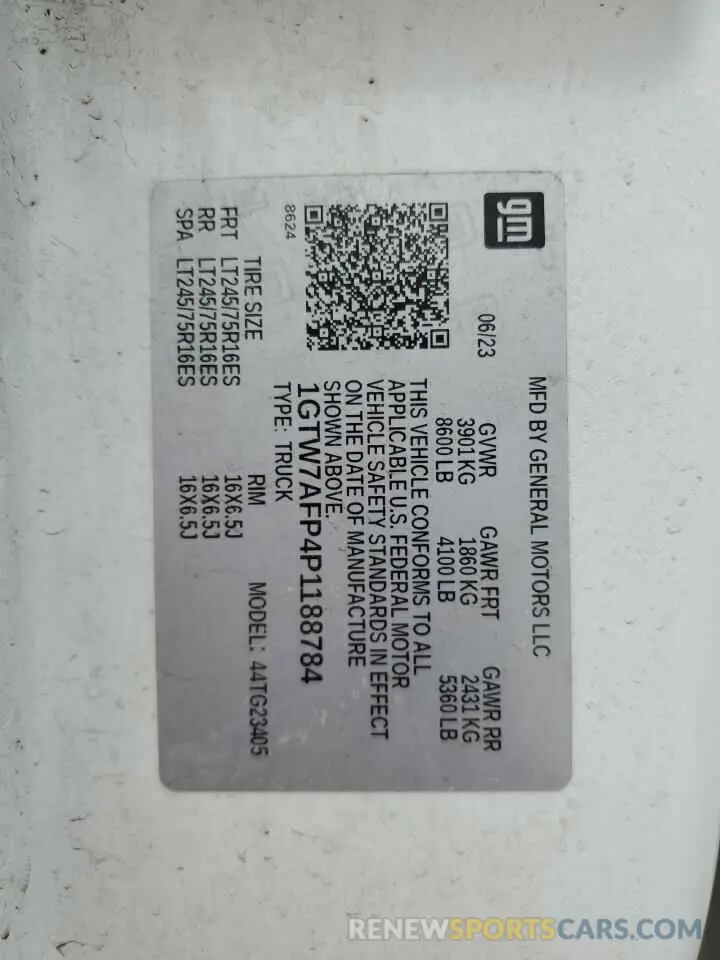 gm
MFD BY GENERAL MOTORS LLC
06/23
GVWR GAWR FRT GAWR RR
3901 KG 1860 KG 2431 KG
8600 LB 4100 LB 5360 LB
THIS VEHICLE CONFORMS TO ALL
APPLICABLE U.S. FEDERAL MOTOR
VEHICLE SAFETY STANDARDS IN EFFECT
ON THE DATE OF MANUFACTURE
SHOWN ABOVE.
1GTW7AFP4P1188784
8624
TYPE: TRUCK
MODEL: 44TG23405
TIRE SIZE RIM
FRT LT245/75R16ES 16X6.5J
RR LT245/75R16ES 16X6.5J
SPA LT245/75R16ES 16X6.5J
RENEWSPORTSCARS.COM